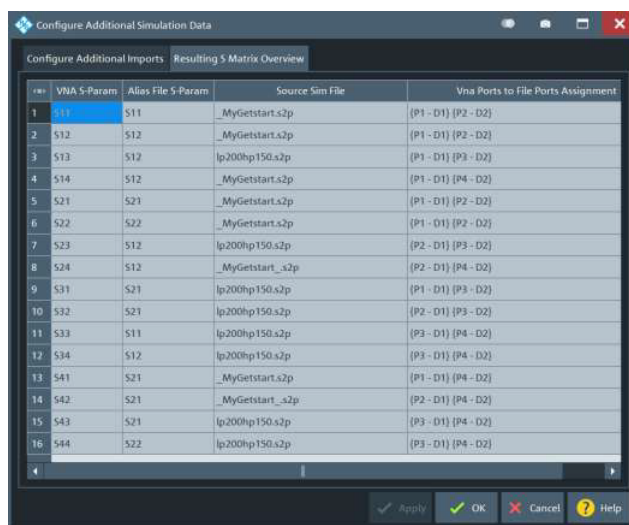 Configure Additional Simulation Data
Configure Additional Imports Resulting S Matrix Overview
VNA S-Param Alias File S-Param Source Sim File Vna Ports to File Ports Assignment
1 S11 S11 _MyGetstart.s2p {P1 - D1} {P2 - D2}
2 S12 S12 _MyGetstart.s2p {P1 - D1} {P2 - D2}
3 S13 S12 lp200hp150.s2p {P1 - D1} {P3 - D2}
4 S14 S12 _MyGetstart.s2p {P1 - D1} {P4 - D2}
5 S21 S21 _MyGetstart.s2p {P1 - D1} {P2 - D2}
6 S22 S22 _MyGetstart.s2p {P1 - D1} {P2 - D2}
7 S23 S12 lp200hp150.s2p {P2 - D1} {P3 - D2}
8 S24 S12 _MyGetstart_.s2p {P2 - D1} {P4 - D2}
9 S31 S21 lp200hp150.s2p {P1 - D1} {P3 - D2}
10 S32 S21 lp200hp150.s2p {P2 - D1} {P3 - D2}
11 S33 S11 lp200hp150.s2p {P3 - D1} {P4 - D2}
12 S34 S12 lp200hp150.s2p {P3 - D1} {P4 - D2}
13 S41 S21 _MyGetstart.s2p {P1 - D1} {P4 - D2}
14 S42 S21 _MyGetstart_.s2p {P2 - D1} {P4 - D2}
15 S43 S21 lp200hp150.s2p {P3 - D1} {P4 - D2}
16 S44 S22 lp200hp150.s2p {P3 - D1} {P4 - D2}
Apply OK Cancel Help